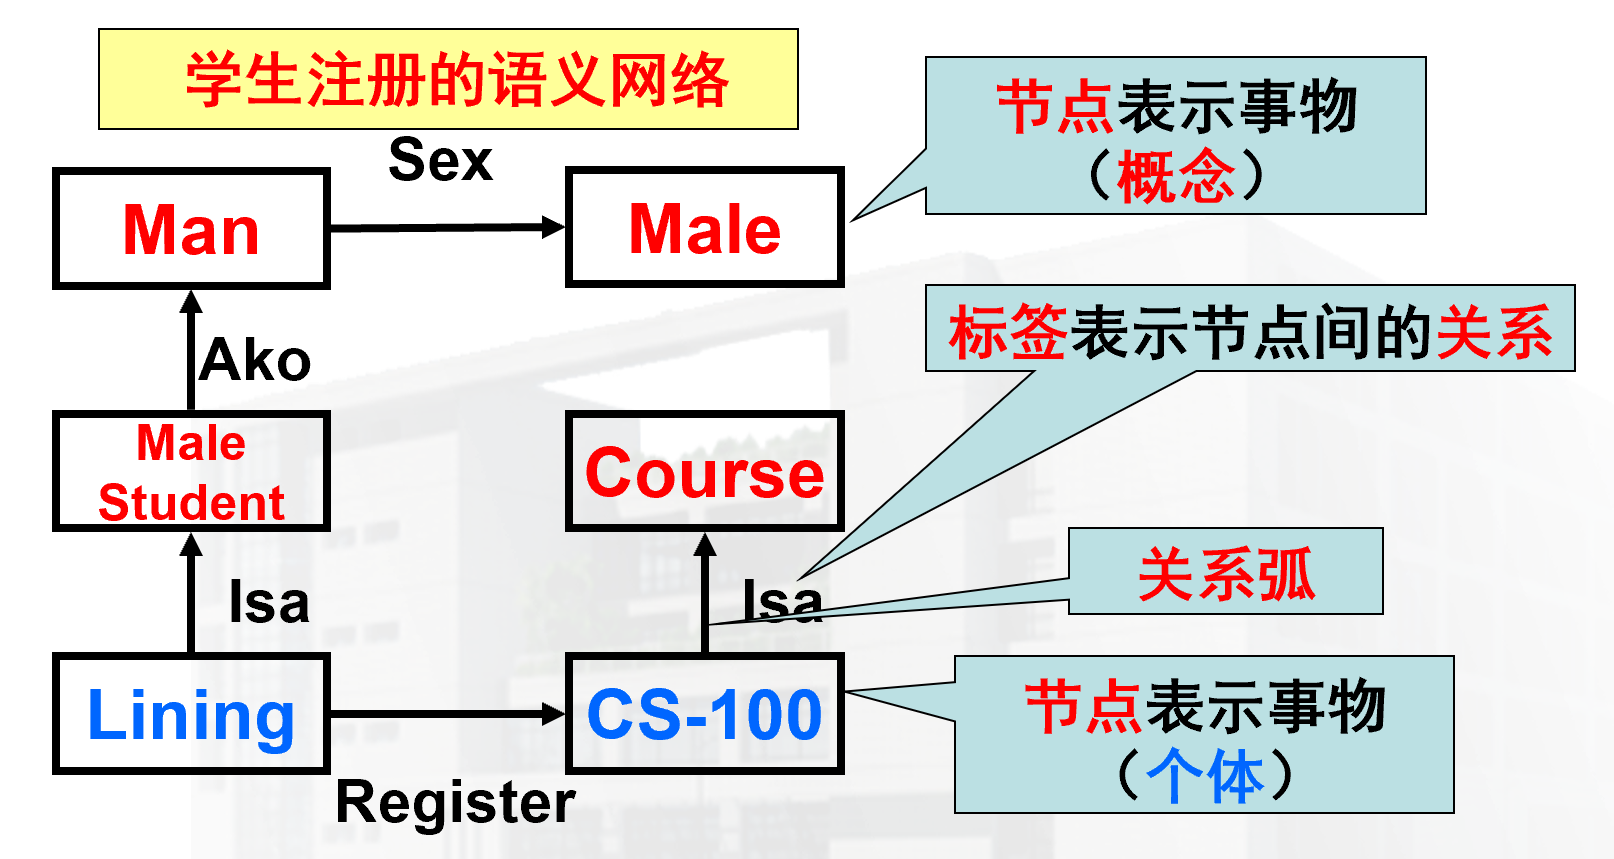 学生注册的语义网络
Sex
Man
Male
节点表示事物
（概念）
标签表示节点间的关系
Ako
Male
Student
Course
关系弧
Isa
Isa
Lining
CS-100
节点表示事物
（个体）
Register